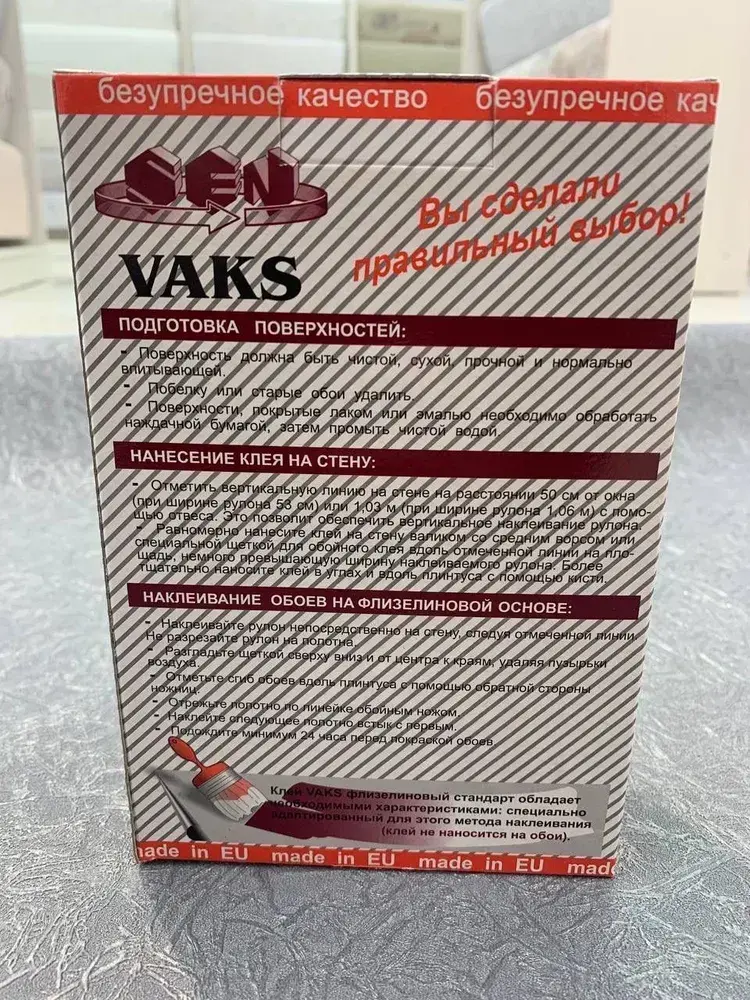 безупречное качество безупречное кач
SEN
Вы сделали
правильный выбор!
VAKS
ПОДГОТОВКА ПОВЕРХНОСТЕЙ:
- Поверхность должна быть чистой, сухой, прочной и нормально
впитывающей.
- Побелку или старые обои удалить.
- Поверхности, покрытые лаком или эмалью необходимо обработать
наждачной бумагой, затем промыть чистой водой.
НАНЕСЕНИЕ КЛЕЯ НА СТЕНУ:
- Отметить вертикальную линию на стене на расстоянии 50 см от окна
(при ширине рулона 53 см) или 1,03 м (при ширине рулона 1,06 м) с помо-
щью отвеса. Это позволит обеспечить вертикальное наклеивание рулона.
- Равномерно нанесите клей на стену валиком со средним ворсом или
специальной щеткой для обойного клея вдоль отмеченной линии на пло-
щадь, немного превышающую ширину наклеиваемого рулона. Более
тщательно наносите клей в углах и вдоль плинтуса с помощью кисти.
НАКЛЕИВАНИЕ ОБОЕВ НА ФЛИЗЕЛИНОВОЙ ОСНОВЕ:
- Наклеивайте рулон непосредственно на стену, следуя отмеченной линии.
Не разрезайте рулон на полотна.
- Разгладьте щеткой сверху вниз и от центра к краям, удаляя пузырьки
воздуха.
- Отметьте сгиб обоев вдоль плинтуса с помощью обратной стороны
ножниц.
- Отрежьте полотно по линейке обойным ножом.
- Наклейте следующее полотно встык с первым.
- Подождите минимум 24 часа перед покраской обоев.
Клей VAKS флизелиновый стандарт обладает
необходимыми характеристиками: специально
адаптированный для этого метода наклеивания
(клей не наносится на обои).
made in EU made in EU made in EU made